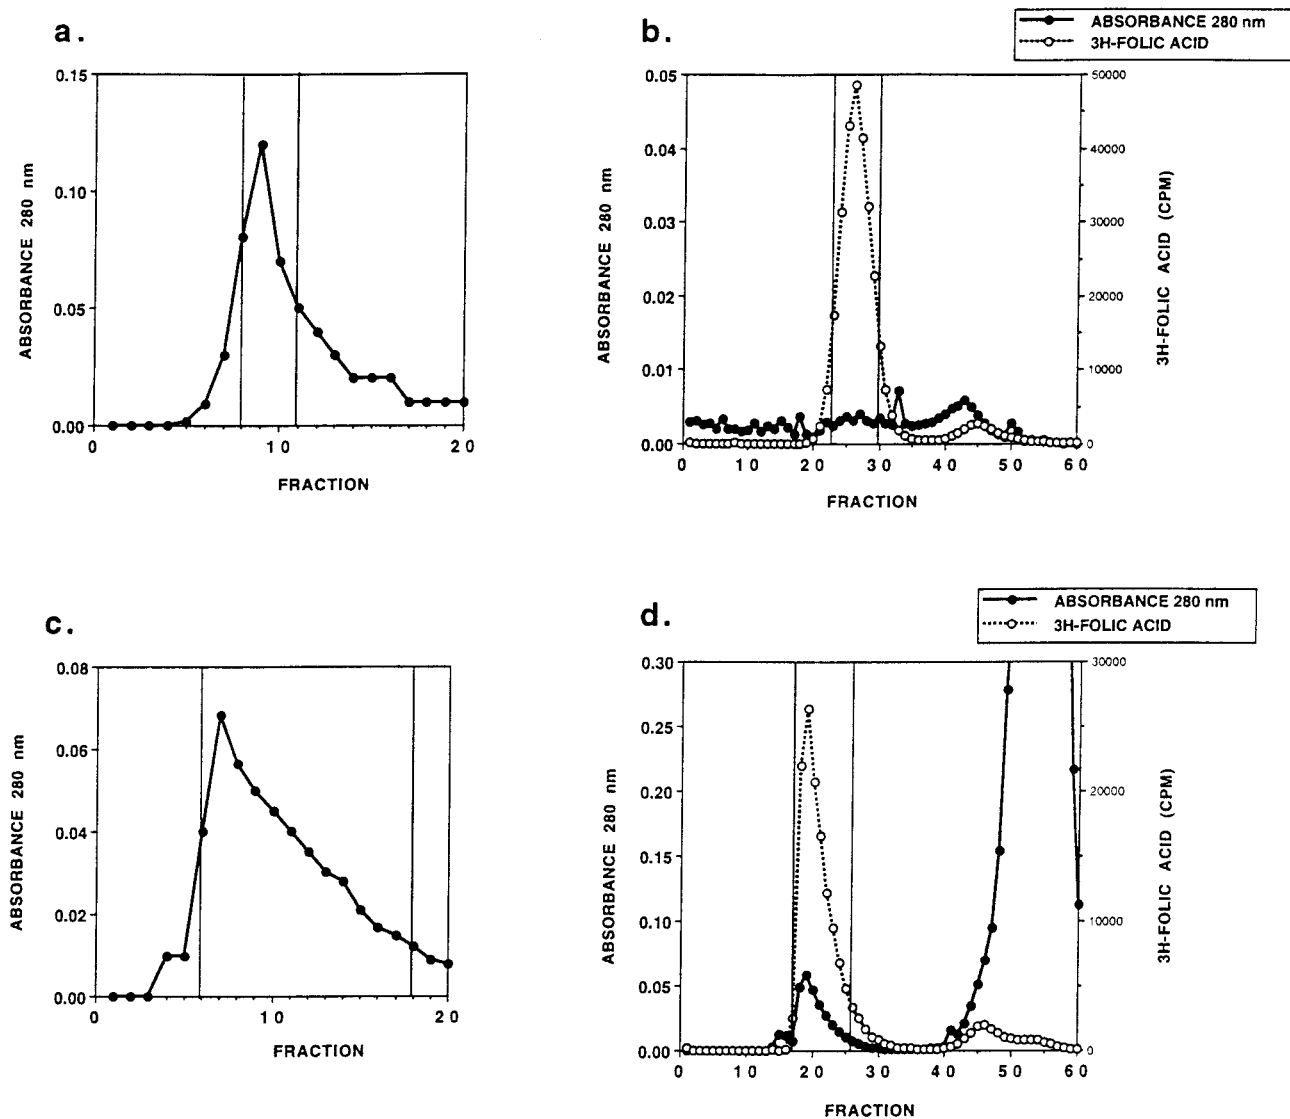 a.
0.15
0.10
0.05
0.00
ABSORBANCE 280 nm
0
10
20
FRACTION
b.
ABSORBANCE 280 nm
3H-FOLIC ACID
0.05
0.04
0.03
0.02
0.01
0.00
ABSORBANCE 280 nm
50000
40000
30000
20000
10000
0
3H-FOLIC ACID (CPM)
0
10
20
30
40
50
60
FRACTION
c.
0.08
0.06
0.04
0.02
0.00
ABSORBANCE 280 nm
0
10
20
FRACTION
d.
ABSORBANCE 280 nm
3H-FOLIC ACID
0.30
0.25
0.20
0.15
0.10
0.05
0.00
ABSORBANCE 280 nm
30000
20000
10000
0
3H-FOLIC ACID (CPM)
0
10
20
30
40
50
60
FRACTION